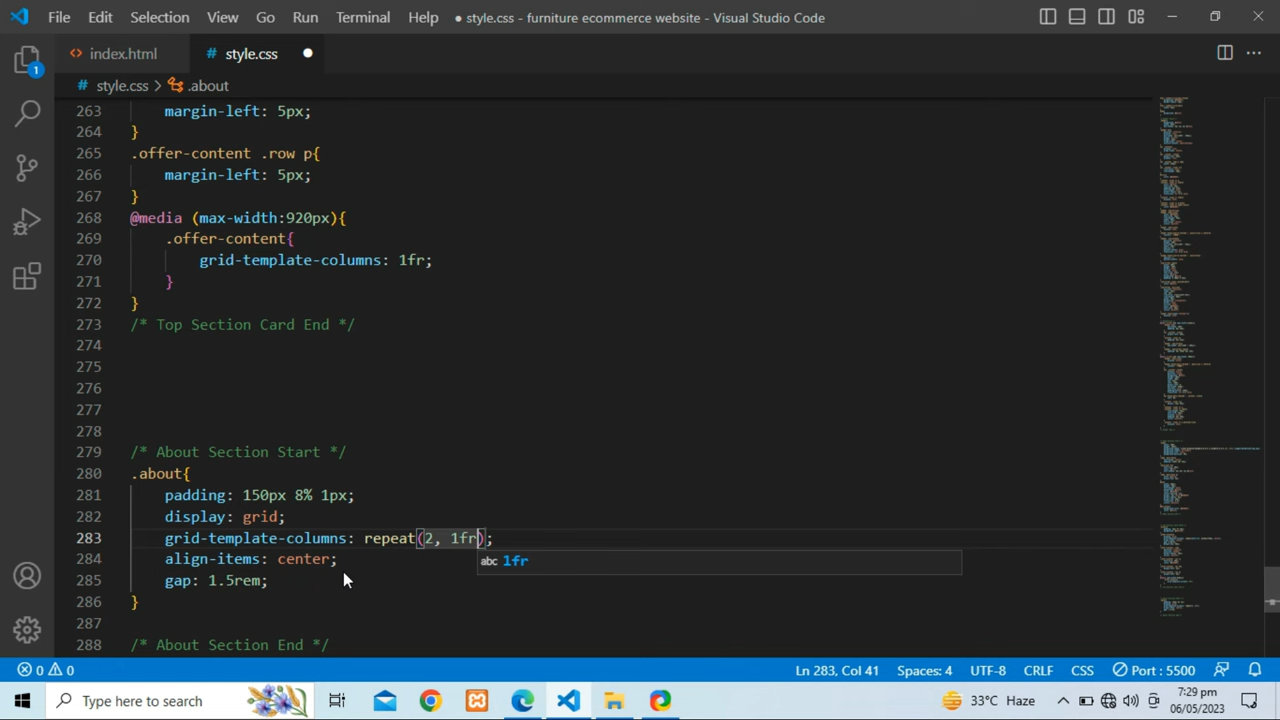 File Edit Selection View Go Run Terminal Help ● style.css - furniture ecommerce website - Visual Studio Code
<> index.html # style.css ●
1
# style.css > .about
263 margin-left: 5px;
264 }
265 .offer-content .row p{
266 margin-left: 5px;
267 }
268 @media (max-width:920px){
269 .offer-content{
270 grid-template-columns: 1fr;
271 }
272 }
273 /* Top Section Card End */
274
275
276
277
278
279 /* About Section Start */
280 .about{
281 padding: 150px 8% 1px;
282 display: grid;
283 grid-template-columns: repeat(2, 1fr);
284 align-items: center;
abc 1fr
285 gap: 1.5rem;
286 }
287
288 /* About Section End */
0 0 Ln 283, Col 41 Spaces: 4 UTF-8 CRLF CSS Port : 5500
Type here to search 33°C Haze 7:29 pm
06/05/2023